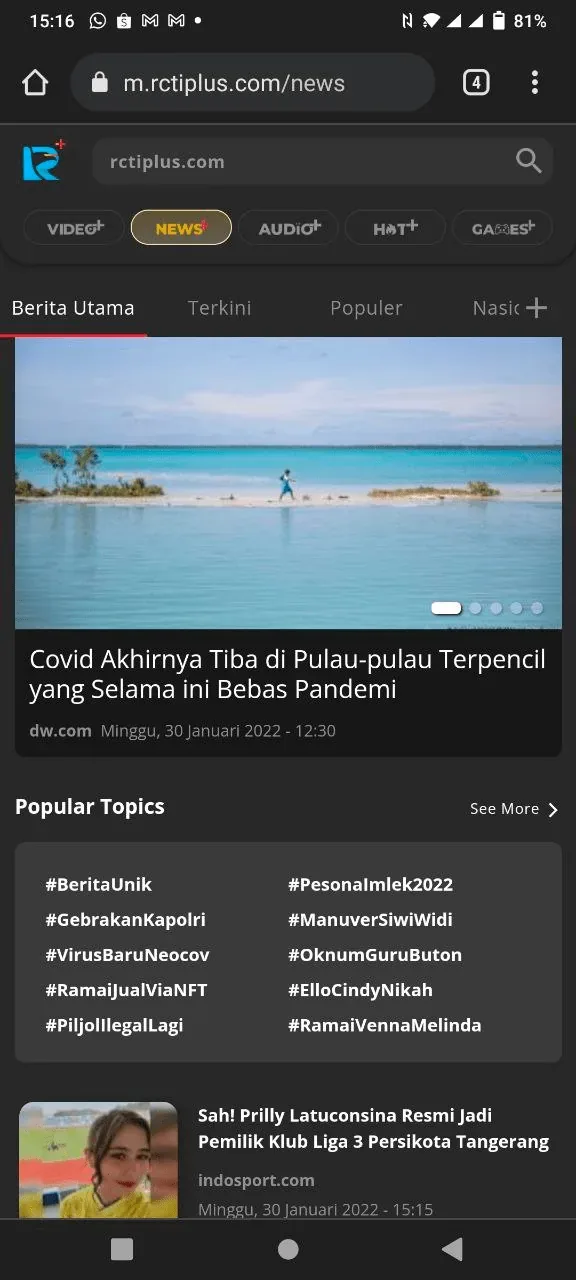 15:16
81%
m.rctiplus.com/news
4
rctiplus.com
VIDEO+ NEWS+ AUDiO+ HOT+ GAMES+
Berita Utama Terkini Populer Nasic
Covid Akhirnya Tiba di Pulau-pulau Terpencil
yang Selama ini Bebas Pandemi
dw.com Minggu, 30 Januari 2022 - 12:30
Popular Topics See More
#BeritaUnik #PesonaImlek2022
#GebrakanKapolri #ManuverSiwiWidi
#VirusBaruNeocov #OknumGuruButon
#RamaiJualViaNFT #ElloCindyNikah
#PiljolIlegalLagi #RamaiVennaMelinda
Sah! Prilly Latuconsina Resmi Jadi
Pemilik Klub Liga 3 Persikota Tangerang
indosport.com
Minggu, 30 Januari 2022 - 15:15